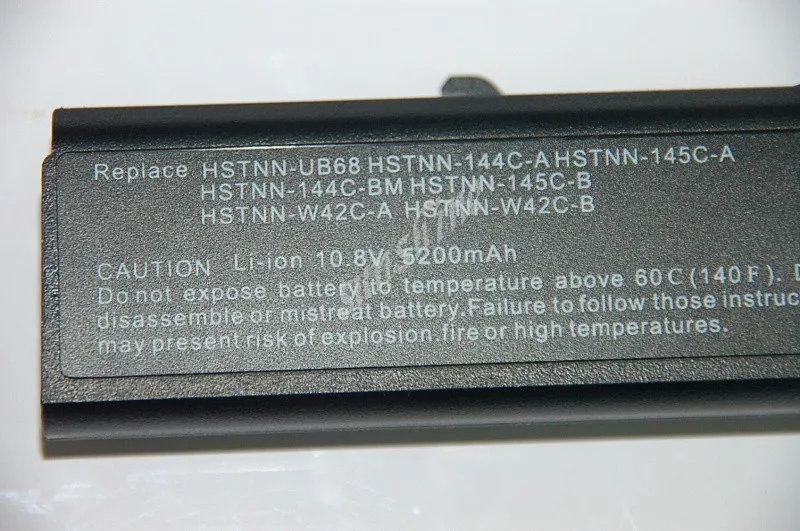 Replace HSTNN-UB68 HSTNN-144C-A HSTNN-145C-A
HSTNN-144C-BM HSTNN-145C-B
HSTNN-W42C-A HSTNN-W42C-B
CAUTION Li-ion 10.8V 5200mAh
Do not expose battery to temperature above 60C (140F). D
disassemble or mistreat battery.Failure to follow those instruc
may present risk of explosion.fire or high temperatures.